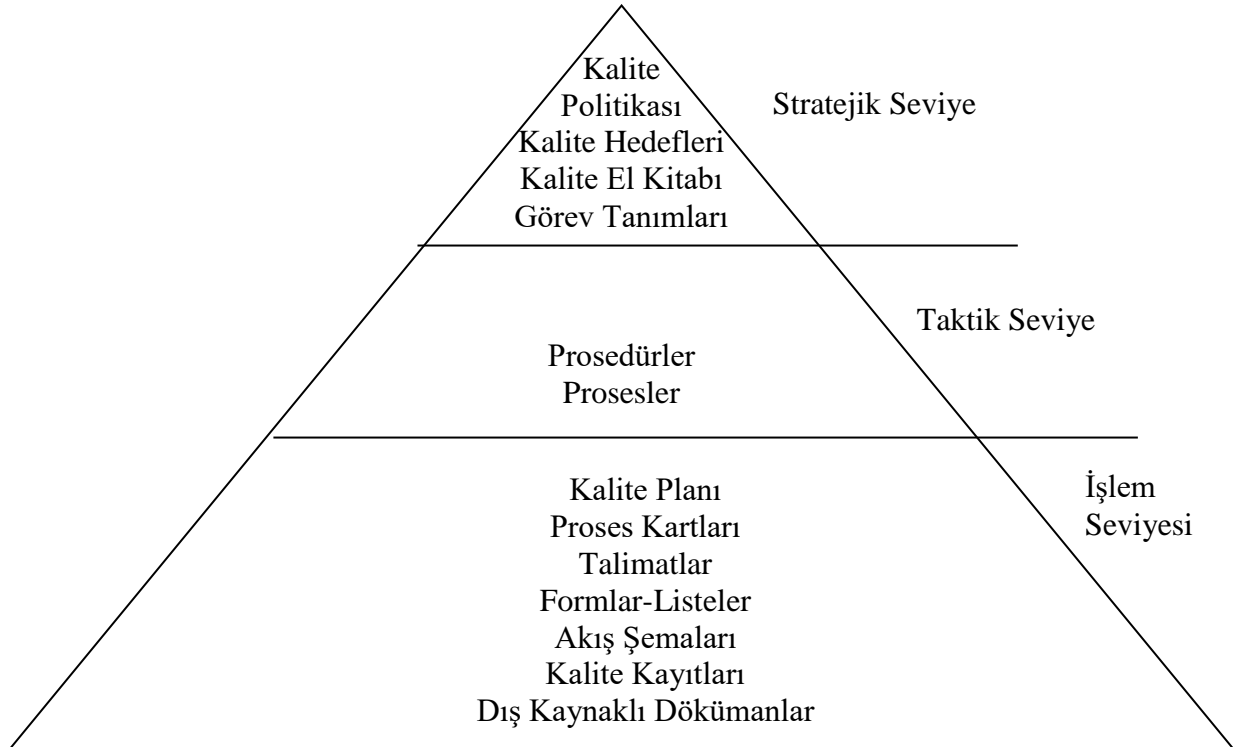 Kalite
Politikası
Kalite Hedefleri
Kalite El Kitabı
Görev Tanımları
Stratejik Seviye
Taktik Seviye
Prosedürler
Prosesler
Kalite Planı
Proses Kartları
Talimatlar
Formlar-Listeler
Akış Şemaları
Kalite Kayıtları
Dış Kaynaklı Dökümanlar
İşlem
Seviyesi